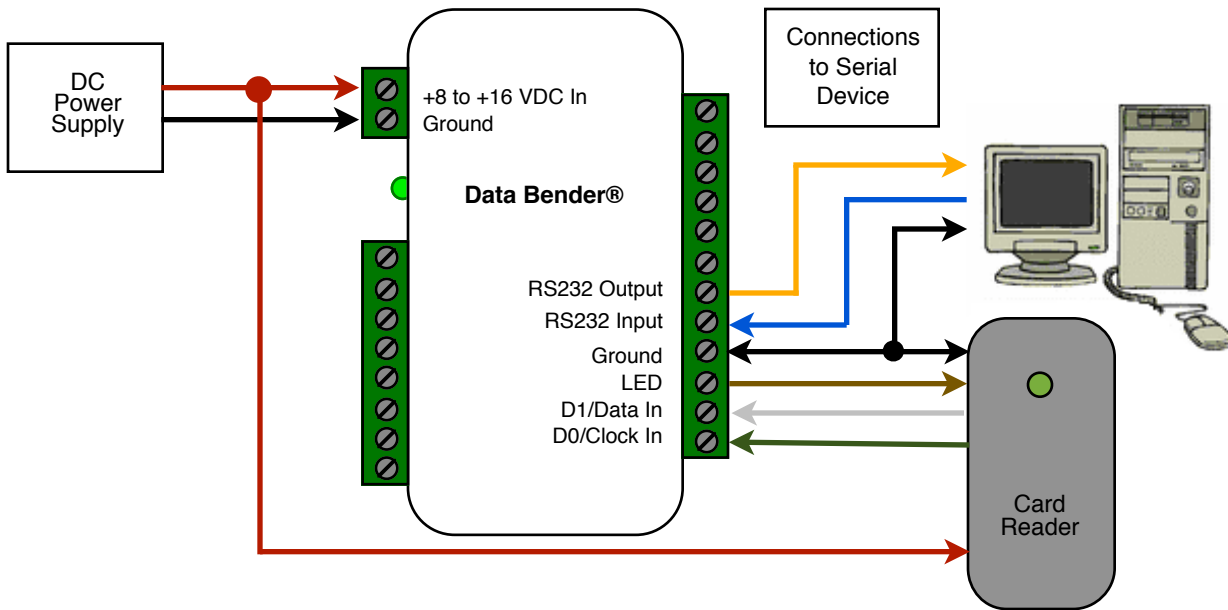 DC
Power
Supply
+8 to +16 VDC In
Ground
Data Bender®
Connections
to Serial
Device
RS232 Output
RS232 Input
Ground
LED
D1/Data In
D0/Clock In
Card
Reader